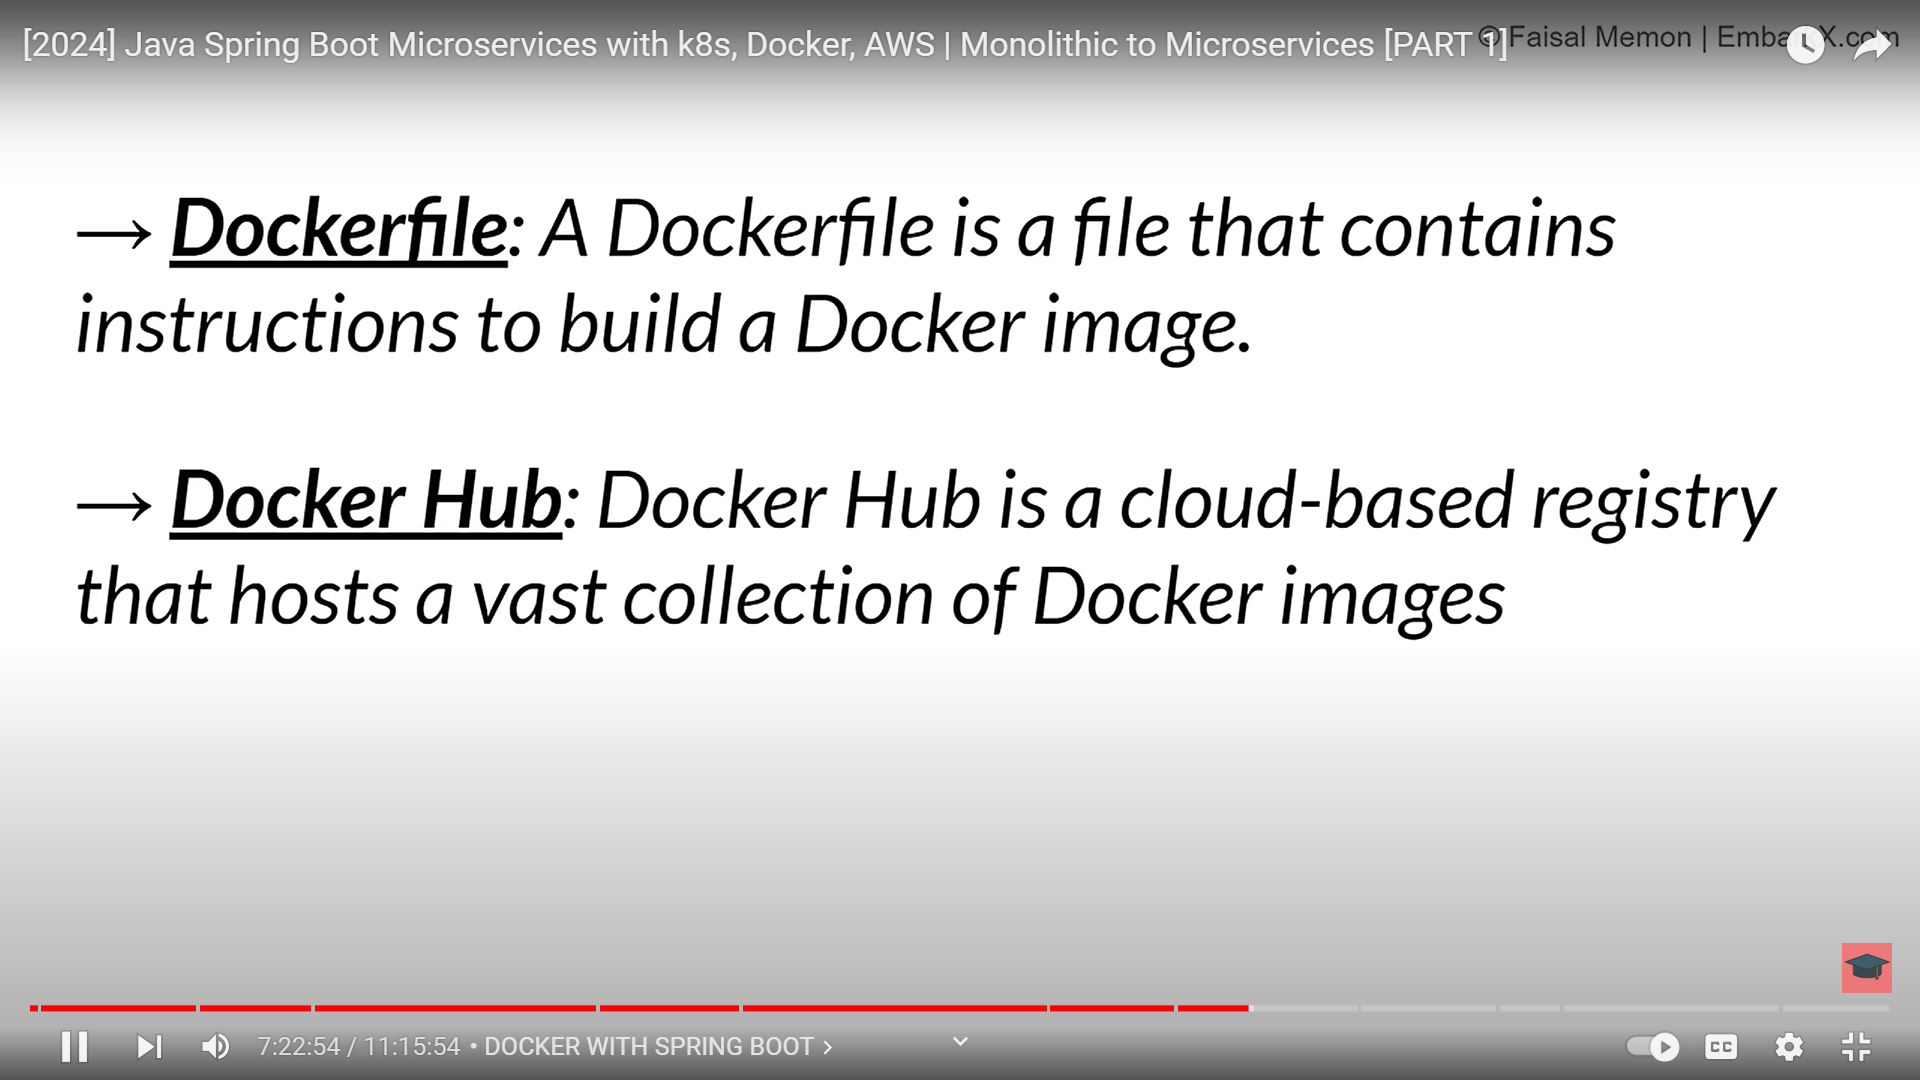 [2024] Java Spring Boot Microservices with k8s, Docker, AWS | Monolithic to Microservices [PART 1]
© Faisal Memon | EmbarkX.com
→ Dockerfile: A Dockerfile is a file that contains
instructions to build a Docker image.
→ Docker Hub: Docker Hub is a cloud-based registry
that hosts a vast collection of Docker images
7:22:54 / 11:15:54 • DOCKER WITH SPRING BOOT >
CC